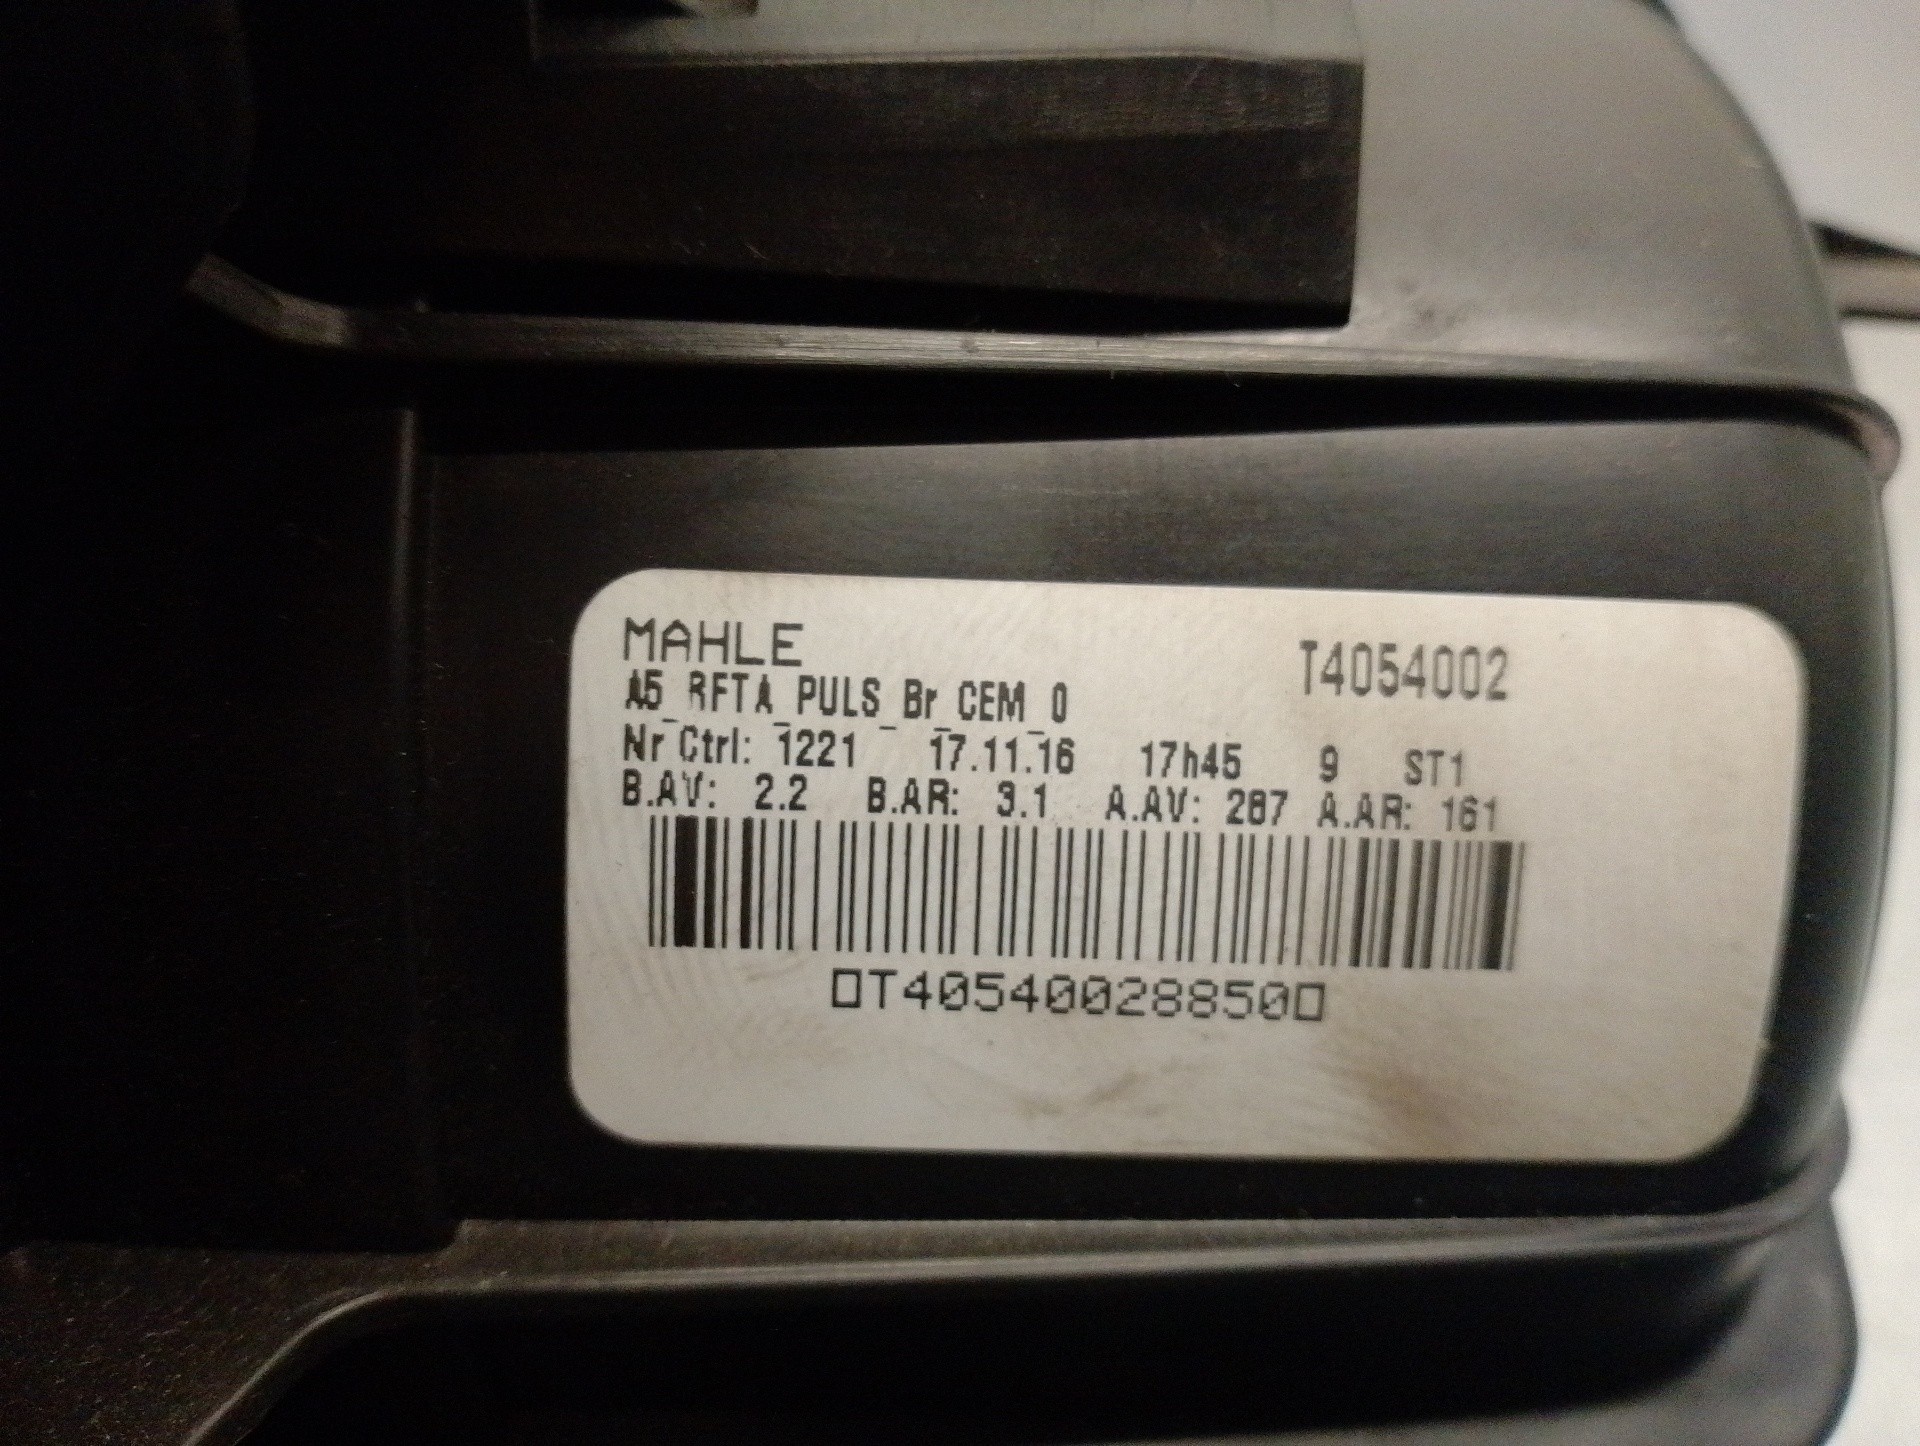 MAHLE T4054002
A5_RFTA_PULS_Br_CEM_0
Nr Ctrl: 1221 17.11.16 17h45 9 ST1
B.AV: 2.2 B.AR: 3.1 A.AV: 287 A.AR: 161
▯T40540028850▯